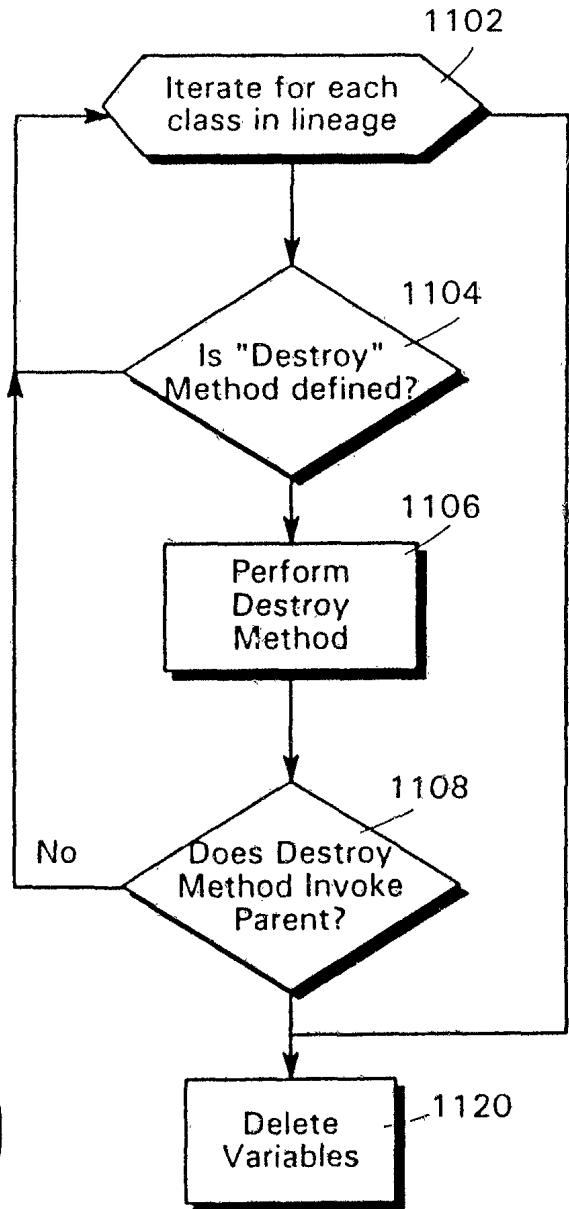 1102
Iterate for each
class in lineage
1104
Is "Destroy"
Method defined?
1106
Perform
Destroy
Method
1108
No
Does Destroy
Method Invoke
Parent?
1120
Delete
Variables